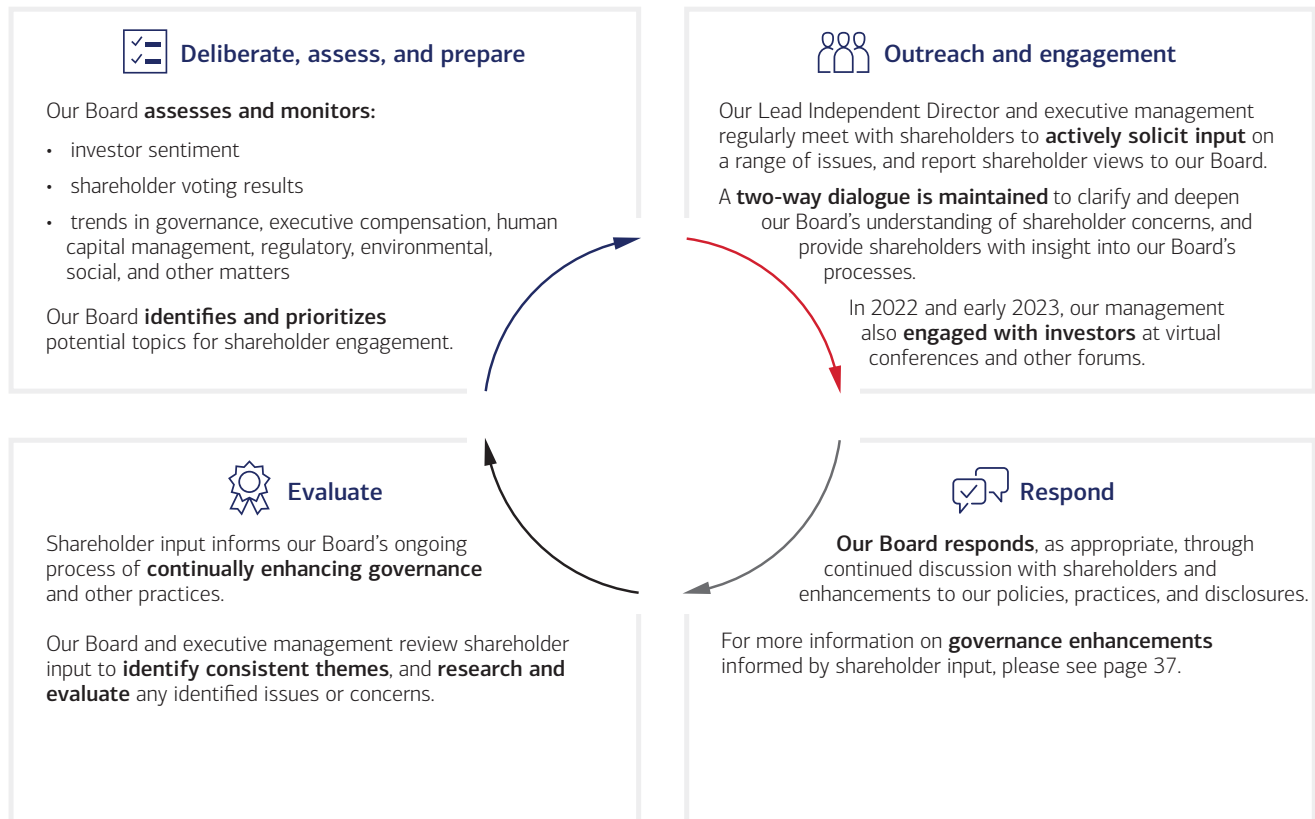 Deliberate, assess, and prepare
Our Board assesses and monitors:
• investor sentiment
• shareholder voting results
• trends in governance, executive compensation, human
capital management, regulatory, environmental,
social, and other matters
Our Board identifies and prioritizes
potential topics for shareholder engagement.
Outreach and engagement
Our Lead Independent Director and executive management
regularly meet with shareholders to actively solicit input on
a range of issues, and report shareholder views to our Board.
A two-way dialogue is maintained to clarify and deepen
our Board’s understanding of shareholder concerns, and
provide shareholders with insight into our Board’s
processes.
In 2022 and early 2023, our management
also engaged with investors at virtual
conferences and other forums.
Evaluate
Shareholder input informs our Board’s ongoing
process of continually enhancing governance
and other practices.
Our Board and executive management review shareholder
input to identify consistent themes, and research and
evaluate any identified issues or concerns.
Respond
Our Board responds, as appropriate, through
continued discussion with shareholders and
enhancements to our policies, practices, and disclosures.
For more information on governance enhancements
informed by shareholder input, please see page 37.